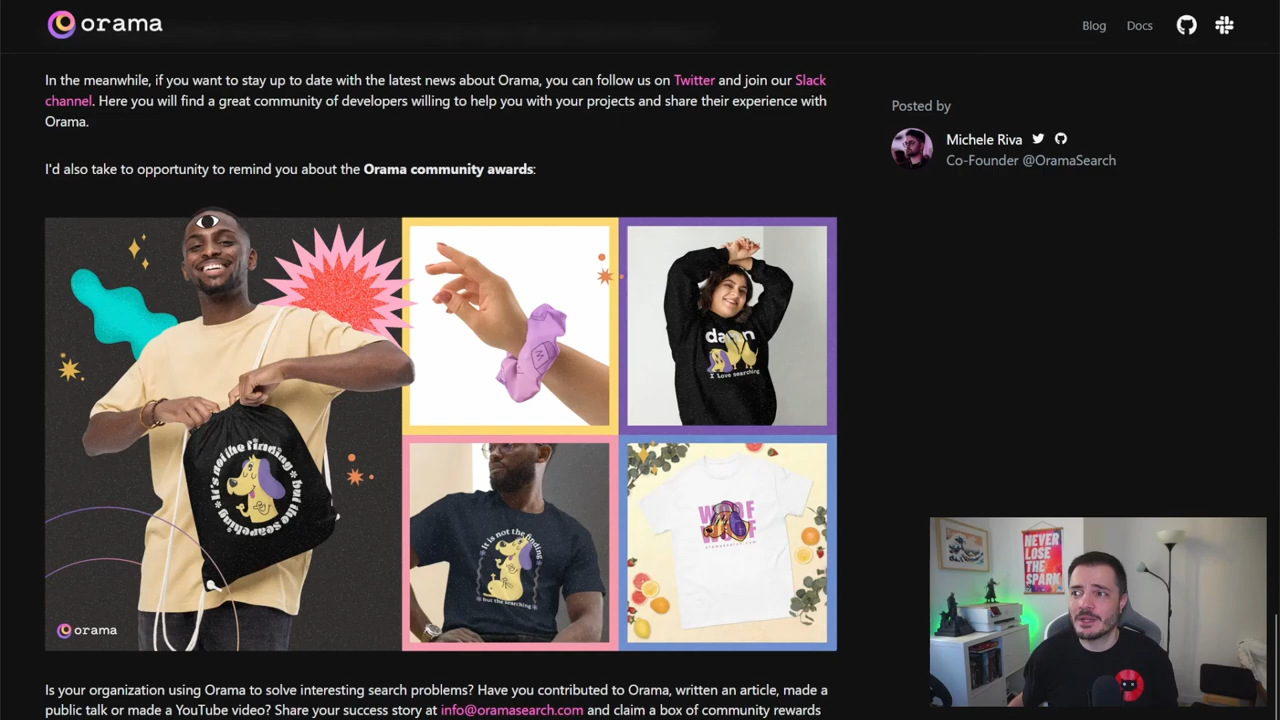 orama
Blog Docs
In the meanwhile, if you want to stay up to date with the latest news about Orama, you can follow us on Twitter and join our Slack
channel. Here you will find a great community of developers willing to help you with your projects and share their experience with
Orama.
Posted by
Michele Riva
Co-Founder @OramaSearch
I'd also take to opportunity to remind you about the Orama community awards:
It's not the finding
but the searching
I love searching
It is not the finding
but the searching
oramasearch.com
orama
NEVER
LOSE
THE
SPARK
Is your organization using Orama to solve interesting search problems? Have you contributed to Orama, written an article, made a
public talk or made a YouTube video? Share your success story at info@oramasearch.com and claim a box of community rewards